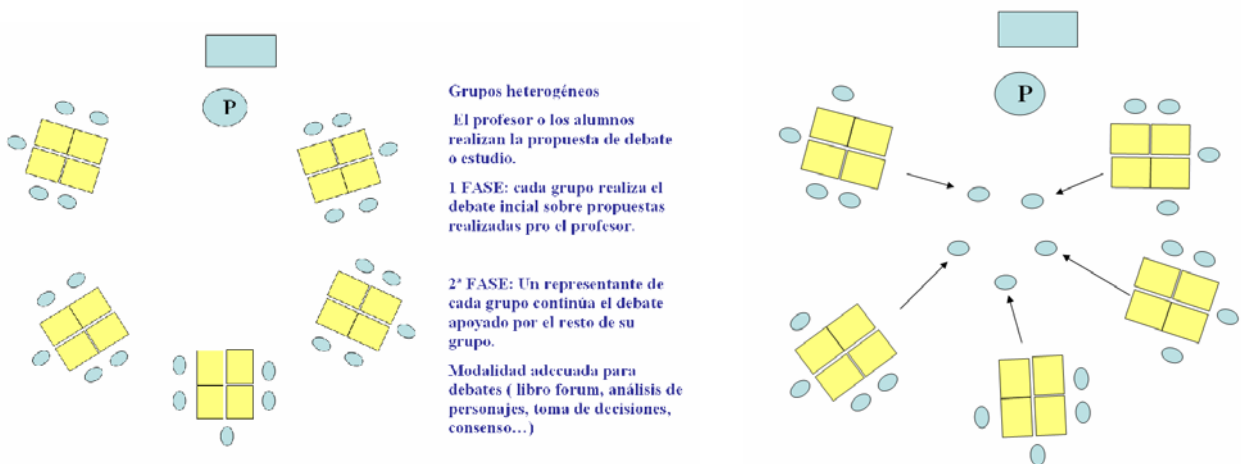 P
Grupos heterogéneos
El profesor o los alumnos
realizan la propuesta de debate
o estudio.
1 FASE: cada grupo realiza el
debate incial sobre propuestas
realizadas pro el profesor.
2ª FASE: Un representante de
cada grupo continúa el debate
apoyado por el resto de su
grupo.
Modalidad adecuada para
debates ( libro forum, análisis de
personajes, toma de decisiones,
consenso…)
P